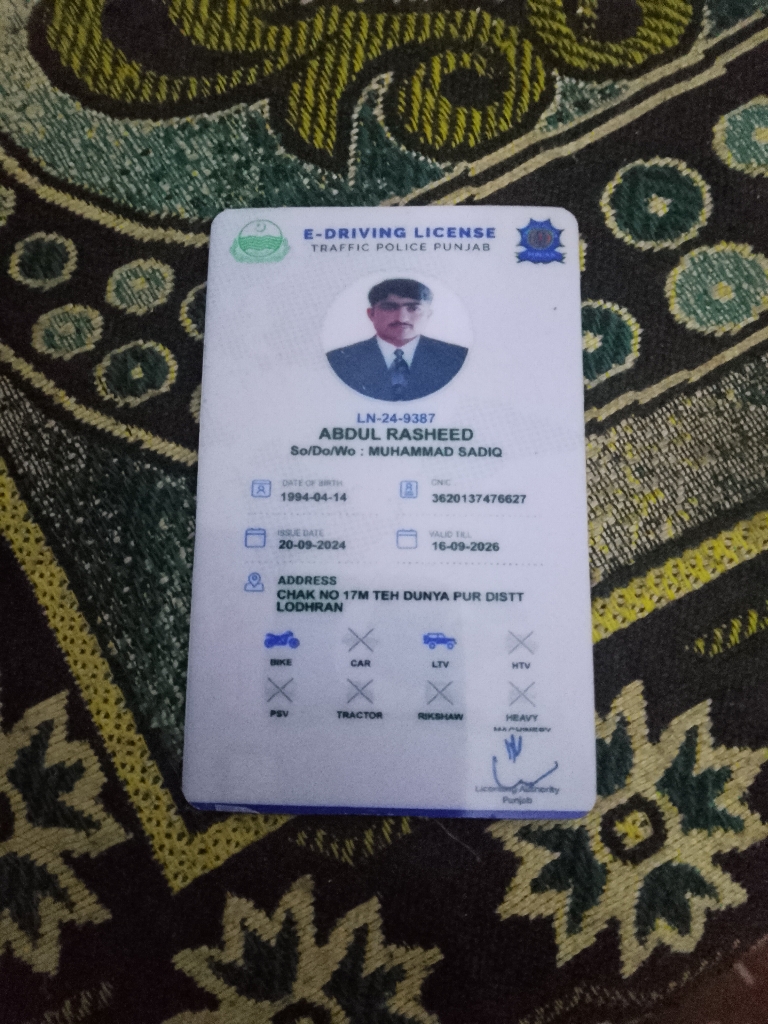 E-DRIVING LICENSE
TRAFFIC POLICE PUNJAB
LN-24-9387
ABDUL RASHEED
So/Do/Wo : MUHAMMAD SADIQ
DATE OF BIRTH
1994-04-14
CNIC
3620137476627
ISSUE DATE
20-09-2024
VALID TILL
16-09-2026
ADDRESS
CHAK NO 17M TEH DUNYA PUR DISTT
LODHRAN
BIKE CAR LTV HTV
PSV TRACTOR RIKSHAW HEAVY
MACHINERY
Licensing Authority
Punjab